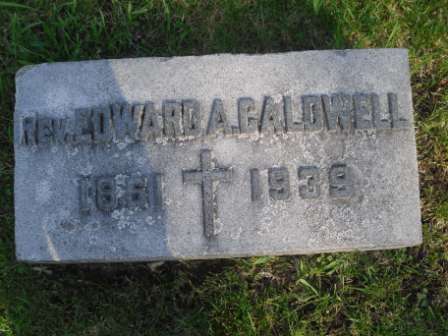 Rev. EDWARD A. CALDWELL
1861 1939